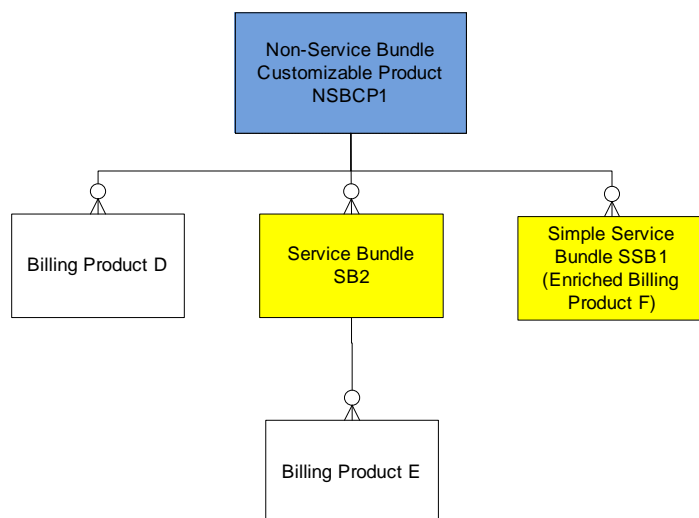 Non-Service Bundle
Customizable Product
NSBCP1
Billing Product D
Service Bundle
SB2
Simple Service
Bundle SSB1
(Enriched Billing
Product F)
Billing Product E